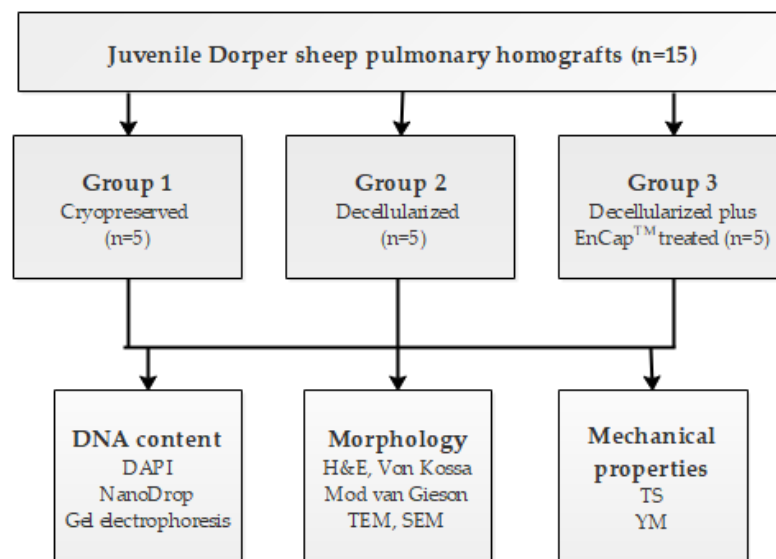 Juvenile Dorper sheep pulmonary homografts (n=15)
Group 1
Cryopreserved
(n=5)
Group 2
Decellularized
(n=5)
Group 3
Decellularized plus
EnCap™ treated (n=5)
DNA content
DAPI
NanoDrop
Gel electrophoresis
Morphology
H&E, Von Kossa
Mod van Gieson
TEM, SEM
Mechanical
properties
TS
YM